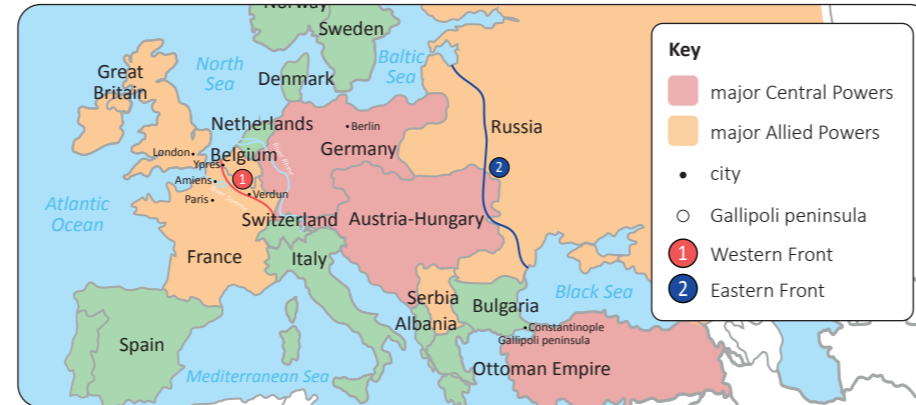 Norway
Sweden
North
Sea
Baltic
Sea
Great
Britain
Denmark
Netherlands
Berlin
Russia
London
Belgium
Germany
Ypres
2
Amiens
1
Verdun
Paris
Atlantic
Ocean
Switzerland
Austria-Hungary
France
Italy
Serbia
Bulgaria
Black Sea
Albania
Constantinople
Gallipoli peninsula
Spain
Mediterranean Sea
Ottoman Empire
Key
major Central Powers
major Allied Powers
city
Gallipoli peninsula
1 Western Front
2 Eastern Front